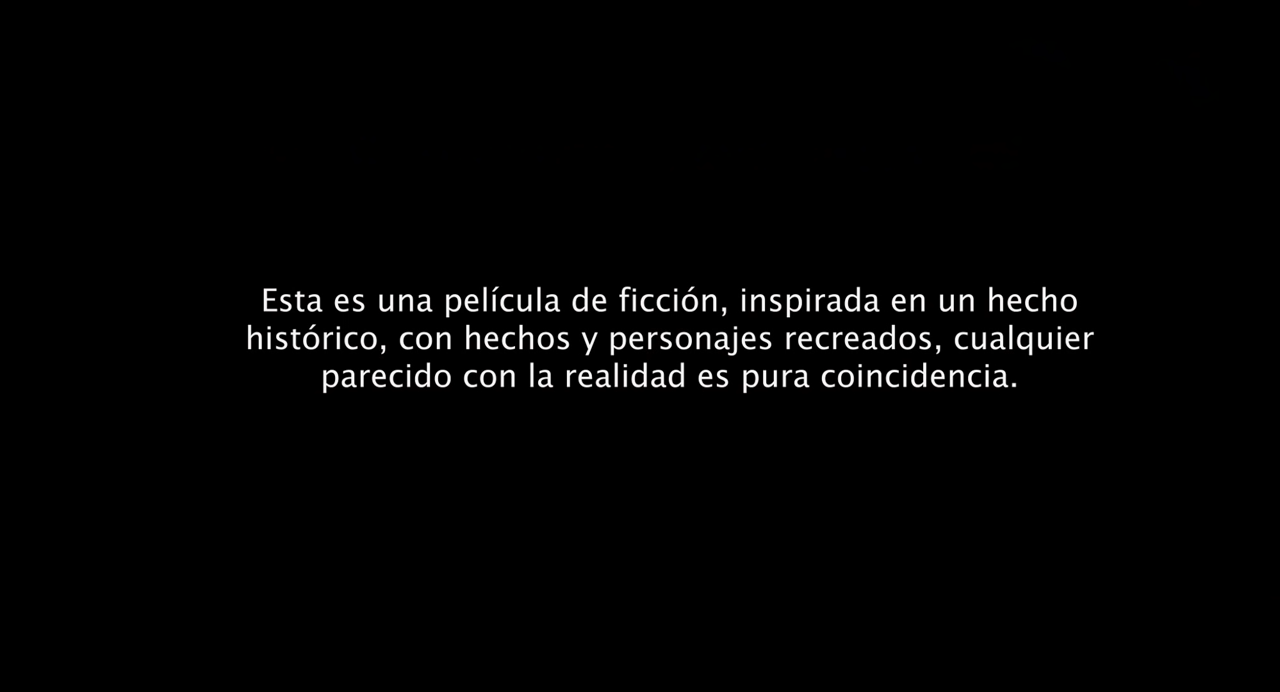 Esta es una película de ficción, inspirada en un hecho
histórico, con hechos y personajes recreados, cualquier
parecido con la realidad es pura coincidencia.